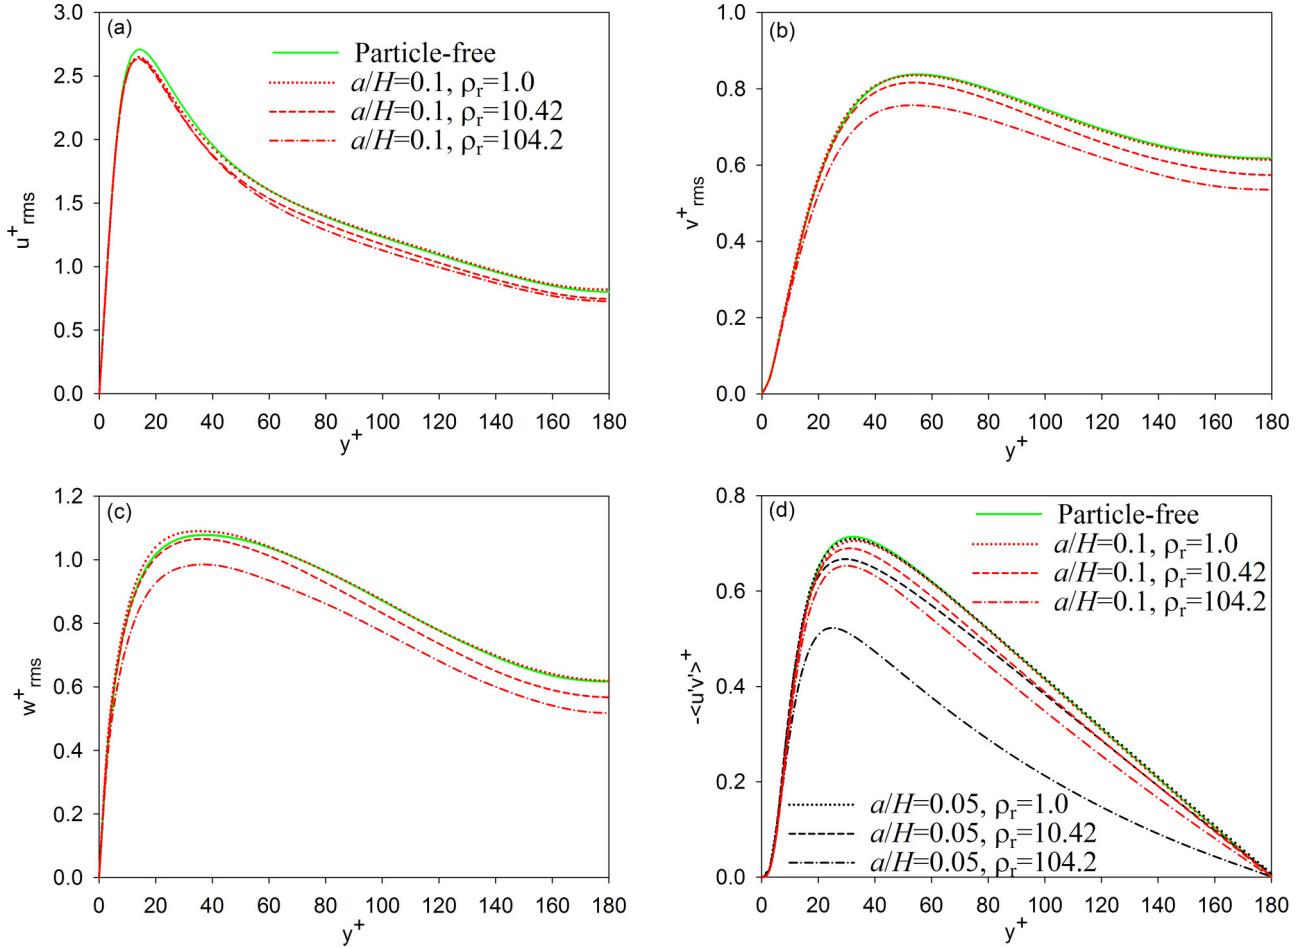 (a)
3.0
2.5
2.0
1.5
1.0
0.5
0.0
u⁺rms
0 20 40 60 80 100 120 140 160 180
y⁺
Particle-free
a/H=0.1, ρr=1.0
a/H=0.1, ρr=10.42
a/H=0.1, ρr=104.2
(b)
1.0
0.8
0.6
0.4
0.2
0.0
v⁺rms
0 20 40 60 80 100 120 140 160 180
y⁺
(c)
1.2
1.0
0.8
0.6
0.4
0.2
0.0
w⁺rms
0 20 40 60 80 100 120 140 160 180
y⁺
(d)
0.8
0.6
0.4
0.2
0.0
-<u'v'>⁺
Particle-free
a/H=0.1, ρr=1.0
a/H=0.1, ρr=10.42
a/H=0.1, ρr=104.2
a/H=0.05, ρr=1.0
a/H=0.05, ρr=10.42
a/H=0.05, ρr=104.2
0 20 40 60 80 100 120 140 160 180
y⁺